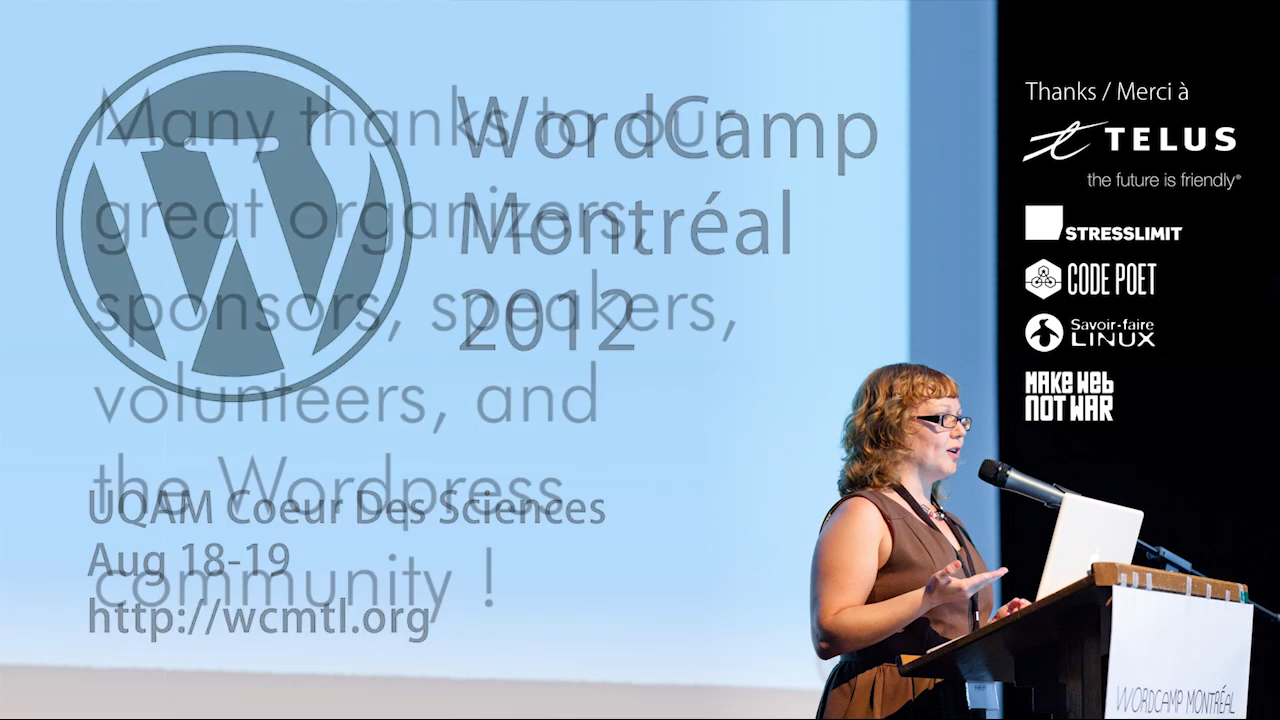 Many thanks to our
great organizers,
sponsors, speakers,
volunteers, and
the Wordpress
community !
WordCamp
Montréal
2012
UQAM Coeur Des Sciences
Aug 18-19
http://wcmtl.org
Thanks / Merci à
TELUS
the future is friendly®
STRESSLIMIT
CODE POET
Savoir-faire
LINUX
MAKE WEB
NOT WAR
WORDCAMP MONTRÉAL